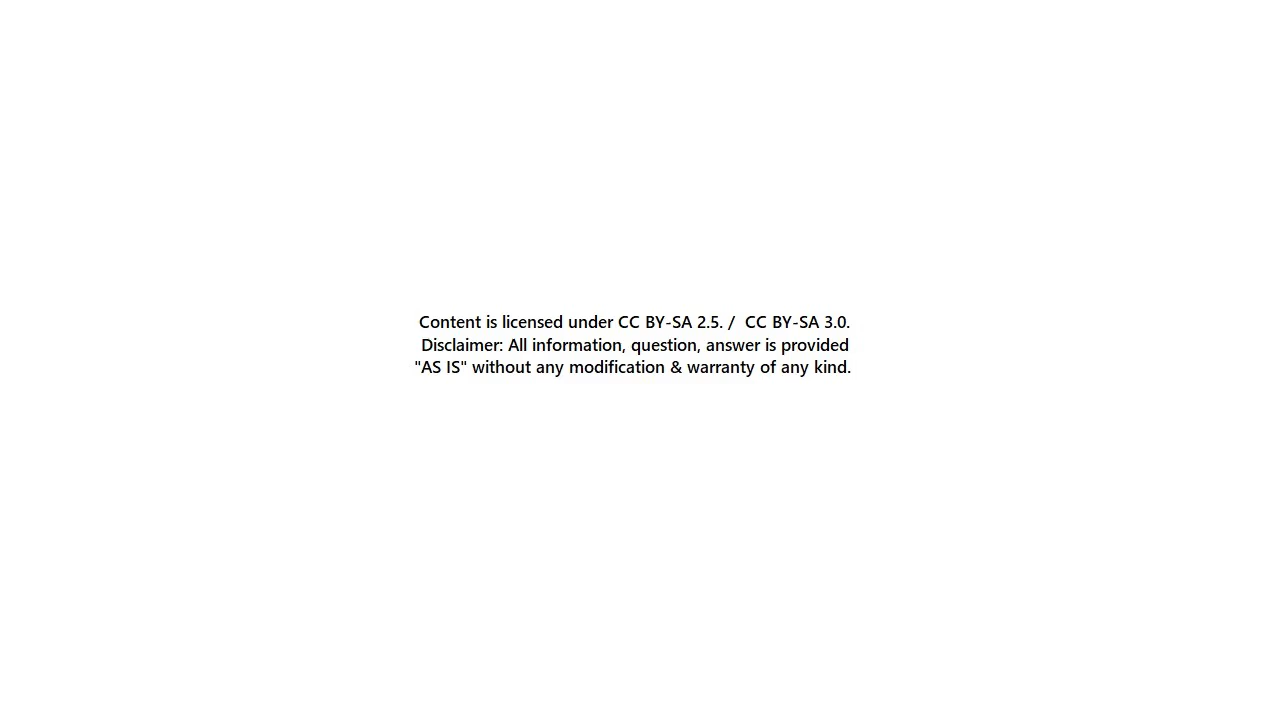 Content is licensed under CC BY-SA 2.5. /  CC BY-SA 3.0.
Disclaimer: All information, question, answer is provided
"AS IS" without any modification & warranty of any kind.